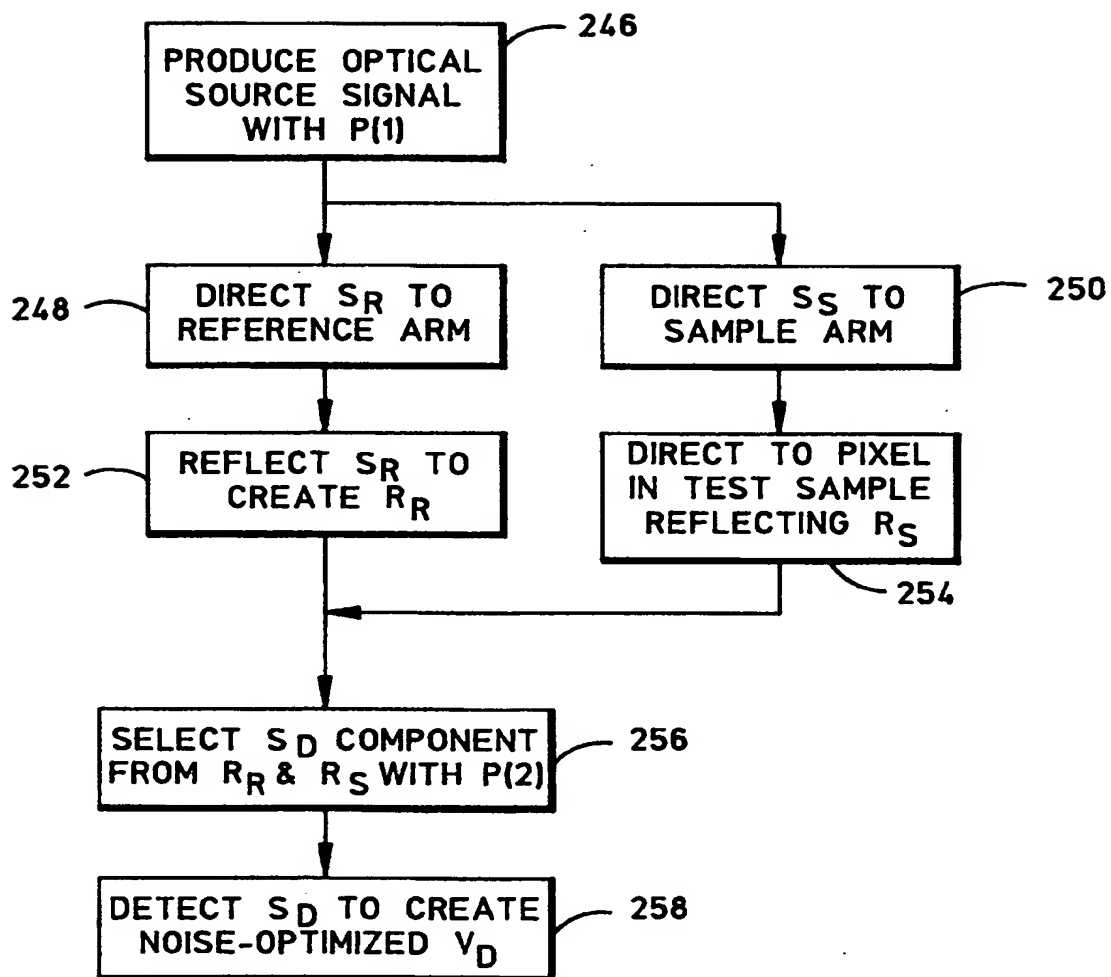 246
PRODUCE OPTICAL
SOURCE SIGNAL
WITH P(1)
248
DIRECT SR TO
REFERENCE ARM
DIRECT SS TO
SAMPLE ARM
250
252
REFLECT SR TO
CREATE RR
DIRECT TO PIXEL
IN TEST SAMPLE
REFLECTING RS
254
SELECT SD COMPONENT
FROM RR & RS WITH P(2)
256
DETECT SD TO CREATE
NOISE-OPTIMIZED VD
258